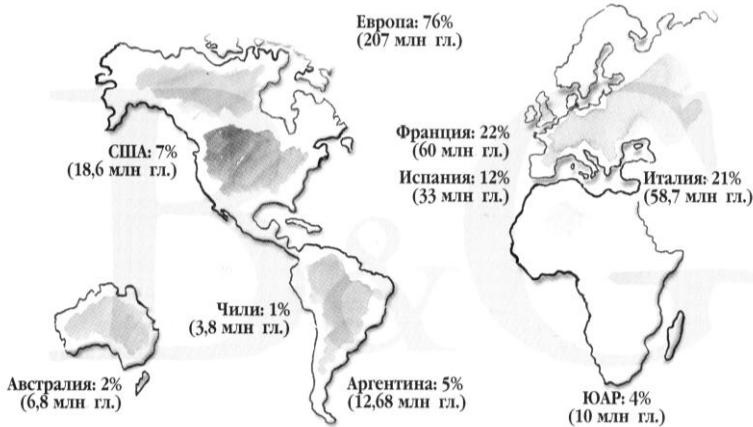 Европа: 76%
(207 млн гл.)
Франция: 22%
(60 млн гл.)
США: 7%
(18,6 млн гл.)
Испания: 12%
(33 млн гл.)
Италия: 21%
(58,7 млн гл.)
Чили: 1%
(3,8 млн гл.)
Австралия: 2%
(6,8 млн гл.)
Аргентина: 5%
(12,68 млн гл.)
ЮАР: 4%
(10 млн гл.)
B&G